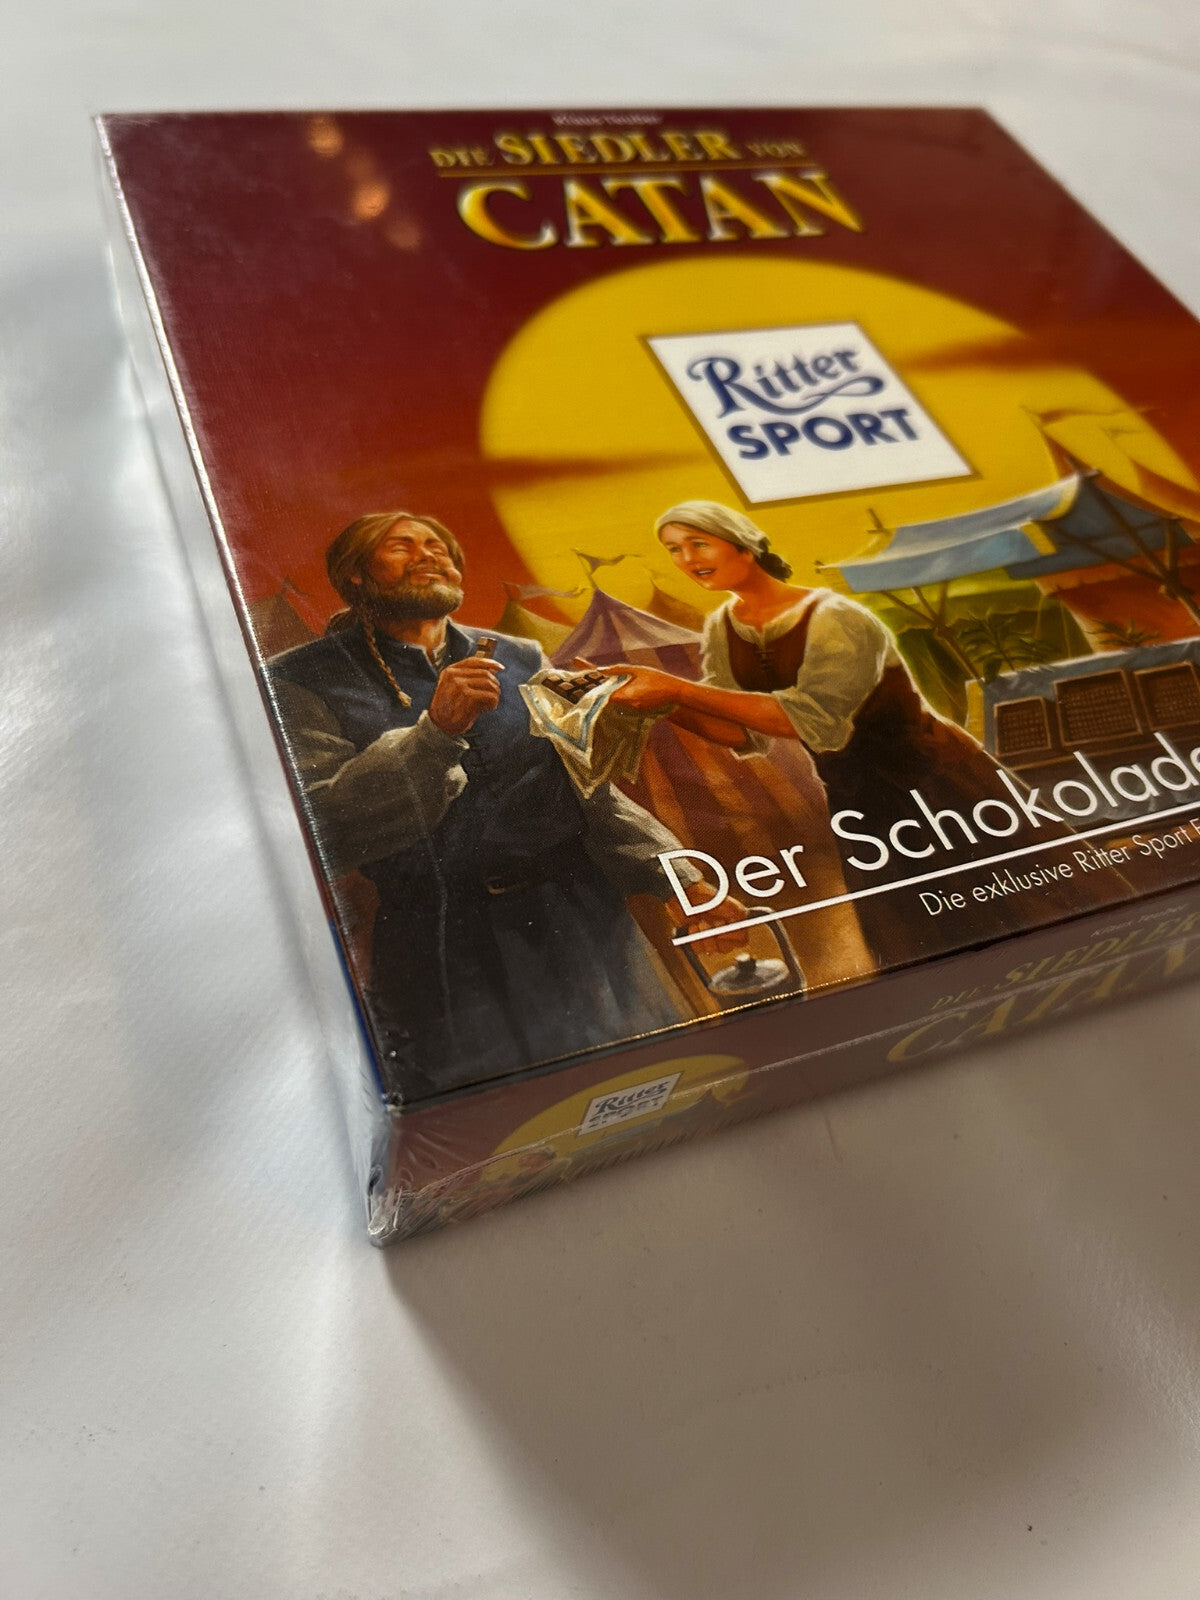 Klaus Teuber
DIE SIEDLER VON
CATAN
Ritter
SPORT
Der Schokolade
Die exklusive Ritter Sport
Klaus Teuber
DIE SIEDLER
CATAN
Ritter
SPORT